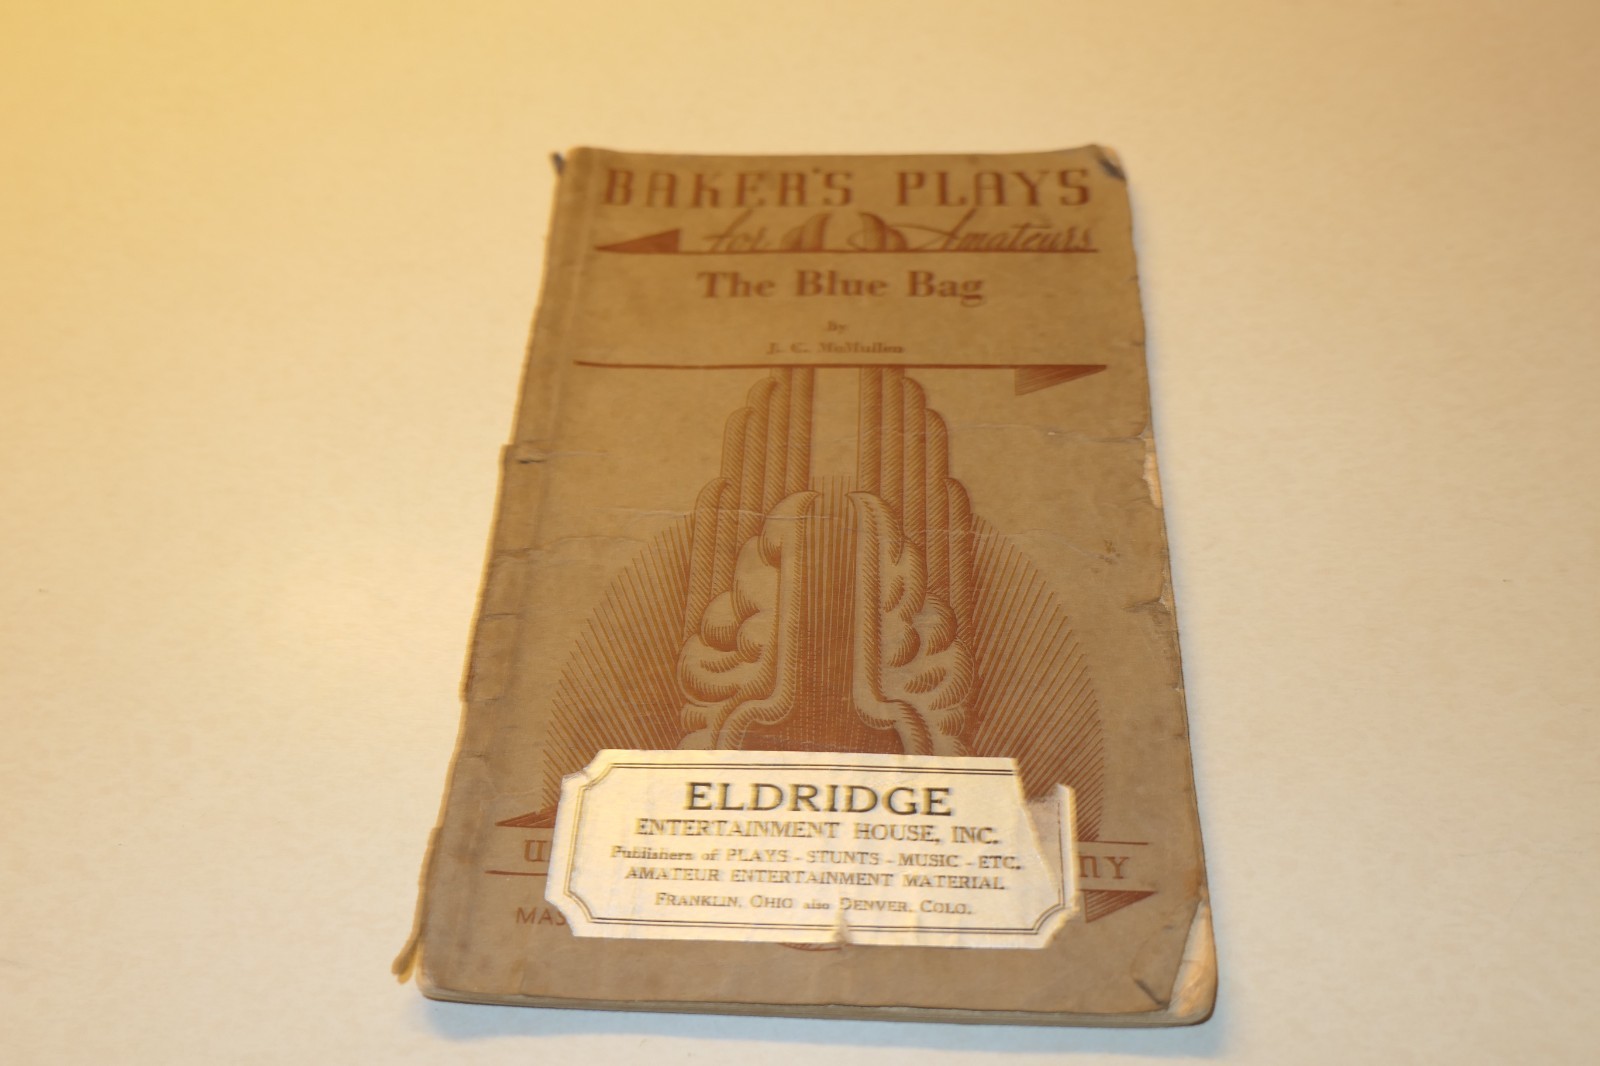 BAKER'S PLAYS
for Amateurs
The Blue Bag
By
J. C. McMullen
ELDRIDGE
ENTERTAINMENT HOUSE, INC.
Publishers of PLAYS - STUNTS - MUSIC - ETC.
AMATEUR ENTERTAINMENT MATERIAL
FRANKLIN, OHIO also DENVER, COLO.